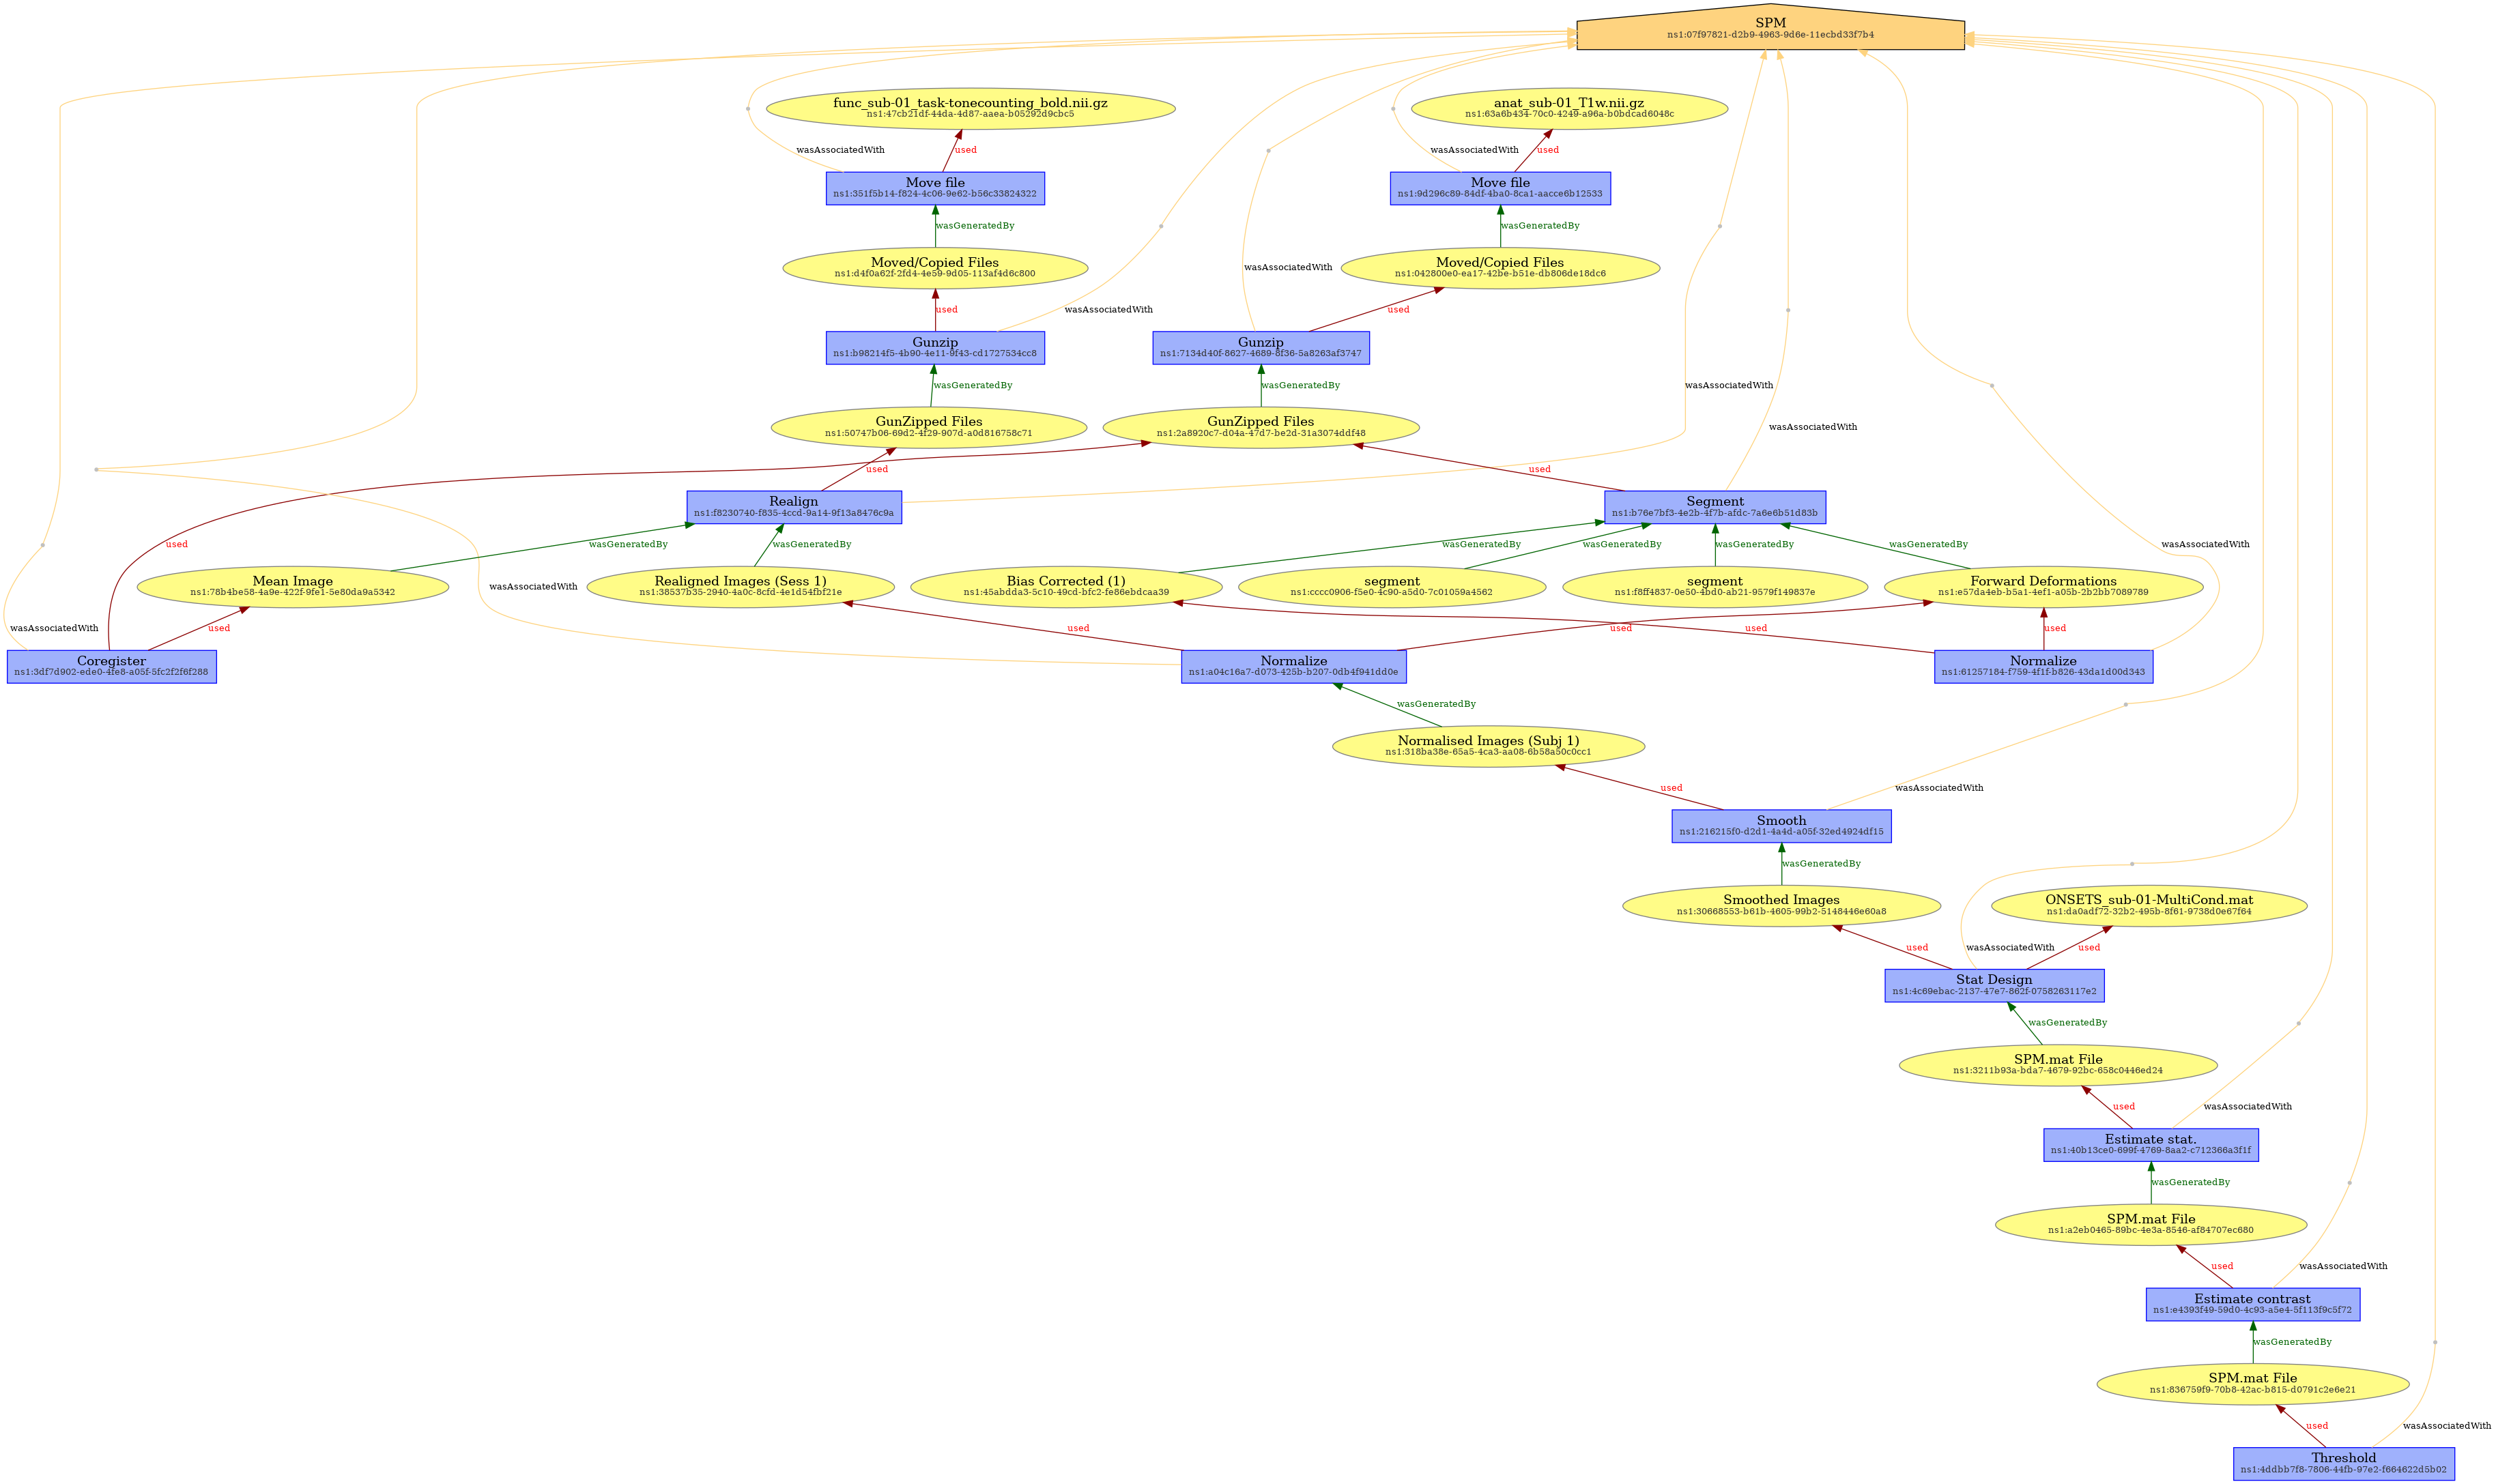 SPM
ns1:07f97821-d2b9-4963-9d6e-11ecbd33f7b4
func_sub-01_task-tonecounting_bold.nii.gz
ns1:47cb21df-44da-4d87-aaea-b05292d9cbc5
anat_sub-01_T1w.nii.gz
ns1:63a6b434-70c0-4249-a96a-b0bdcad6048c
wasAssociatedWith
used
wasAssociatedWith
used
Move file
ns1:351f5b14-f824-4c06-9e62-b56c33824322
Move file
ns1:9d296c89-84df-4ba0-8ca1-aacce6b12533
wasGeneratedBy
wasGeneratedBy
Moved/Copied Files
ns1:d4f0a62f-2fd4-4e59-9d05-113af4d6c800
wasAssociatedWith
Moved/Copied Files
ns1:042800e0-ea17-42be-b51e-db806de18dc6
used
wasAssociatedWith
used
Gunzip
ns1:b98214f5-4b90-4e11-9f43-cd1727534cc8
Gunzip
ns1:7134d40f-8627-4689-8f36-5a8263af3747
wasGeneratedBy
wasGeneratedBy
wasAssociatedWith
GunZipped Files
ns1:50747b06-69d2-4f29-907d-a0d816758c71
GunZipped Files
ns1:2a8920c7-d04a-47d7-be2d-31a3074ddf48
wasAssociatedWith
used
used
Realign
ns1:f8230740-f835-4ccd-9a14-9f13a8476c9a
Segment
ns1:b76e7bf3-4e2b-4f7b-afdc-7a6e6b51d83b
used
wasGeneratedBy
wasGeneratedBy
wasGeneratedBy
wasGeneratedBy
wasGeneratedBy
wasGeneratedBy
wasAssociatedWith
Mean Image
ns1:78b4be58-4a9e-422f-9fe1-5e80da9a5342
wasAssociatedWith
Realigned Images (Sess 1)
ns1:38537b35-2940-4a0c-8cfd-4e1d54fbf21e
Bias Corrected (1)
ns1:45abdda3-5c10-49cd-bfc2-fe86ebdcaa39
segment
ns1:cccc0906-f5e0-4c90-a5d0-7c01059a4562
segment
ns1:f8ff4837-0e50-4bd0-ab21-9579f149837e
Forward Deformations
ns1:e57da4eb-b5a1-4ef1-a05b-2b2bb7089789
wasAssociatedWith
used
used
used
used
used
Coregister
ns1:3df7d902-ede0-4fe8-a05f-5fc2f2f6f288
Normalize
ns1:a04c16a7-d073-425b-b207-0db4f941dd0e
Normalize
ns1:61257184-f759-4f1f-b826-43da1d00d343
wasGeneratedBy
Normalised Images (Subj 1)
ns1:318ba38e-65a5-4ca3-aa08-6b58a50c0cc1
used
wasAssociatedWith
Smooth
ns1:216215f0-d2d1-4a4d-a05f-32ed4924df15
wasGeneratedBy
Smoothed Images
ns1:30668553-b61b-4605-99b2-5148446e60a8
ONSETS_sub-01-MultiCond.mat
ns1:da0adf72-32b2-495b-8f61-9738d0e67f64
used
wasAssociatedWith
used
Stat Design
ns1:4c69ebac-2137-47e7-862f-0758263117e2
wasGeneratedBy
SPM.mat File
ns1:3211b93a-bda7-4679-92bc-658c0446ed24
used
wasAssociatedWith
Estimate stat.
ns1:40b13ce0-699f-4769-8aa2-c712366a3f1f
wasGeneratedBy
SPM.mat File
ns1:a2eb0465-89bc-4e3a-8546-af84707ec680
used
wasAssociatedWith
Estimate contrast
ns1:e4393f49-59d0-4c93-a5e4-5f113f9c5f72
wasGeneratedBy
SPM.mat File
ns1:836759f9-70b8-42ac-b815-d0791c2e6e21
used
wasAssociatedWith
Threshold
ns1:4ddbb7f8-7806-44fb-97e2-f664622d5b02